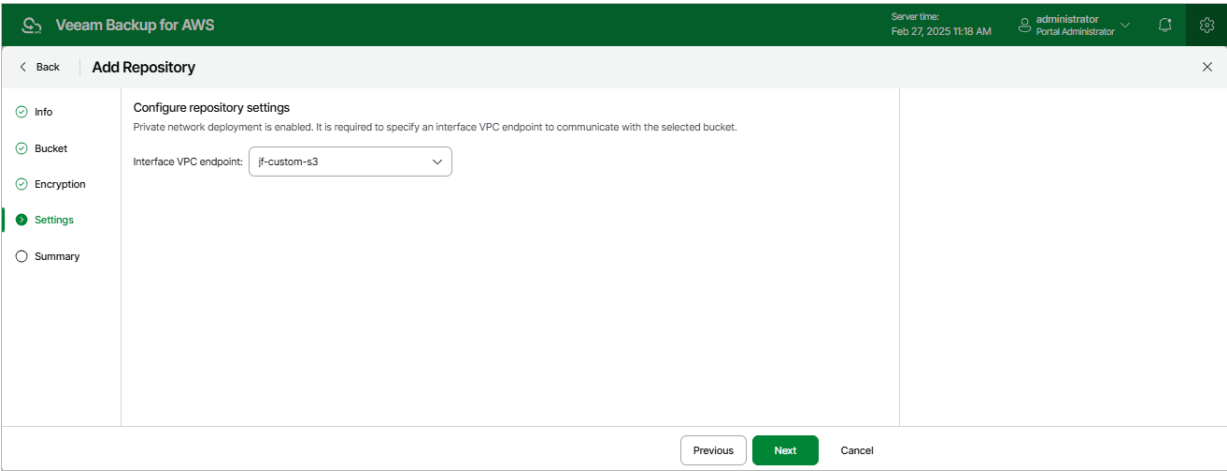 Veeam Backup for AWS
Server time:
Feb 27, 2025 11:18 AM
administrator
Portal Administrator
Back
Add Repository
Info
Bucket
Encryption
Settings
Summary
Configure repository settings
Private network deployment is enabled. It is required to specify an interface VPC endpoint to communicate with the selected bucket.
Interface VPC endpoint: jf-custom-s3
Previous Next Cancel